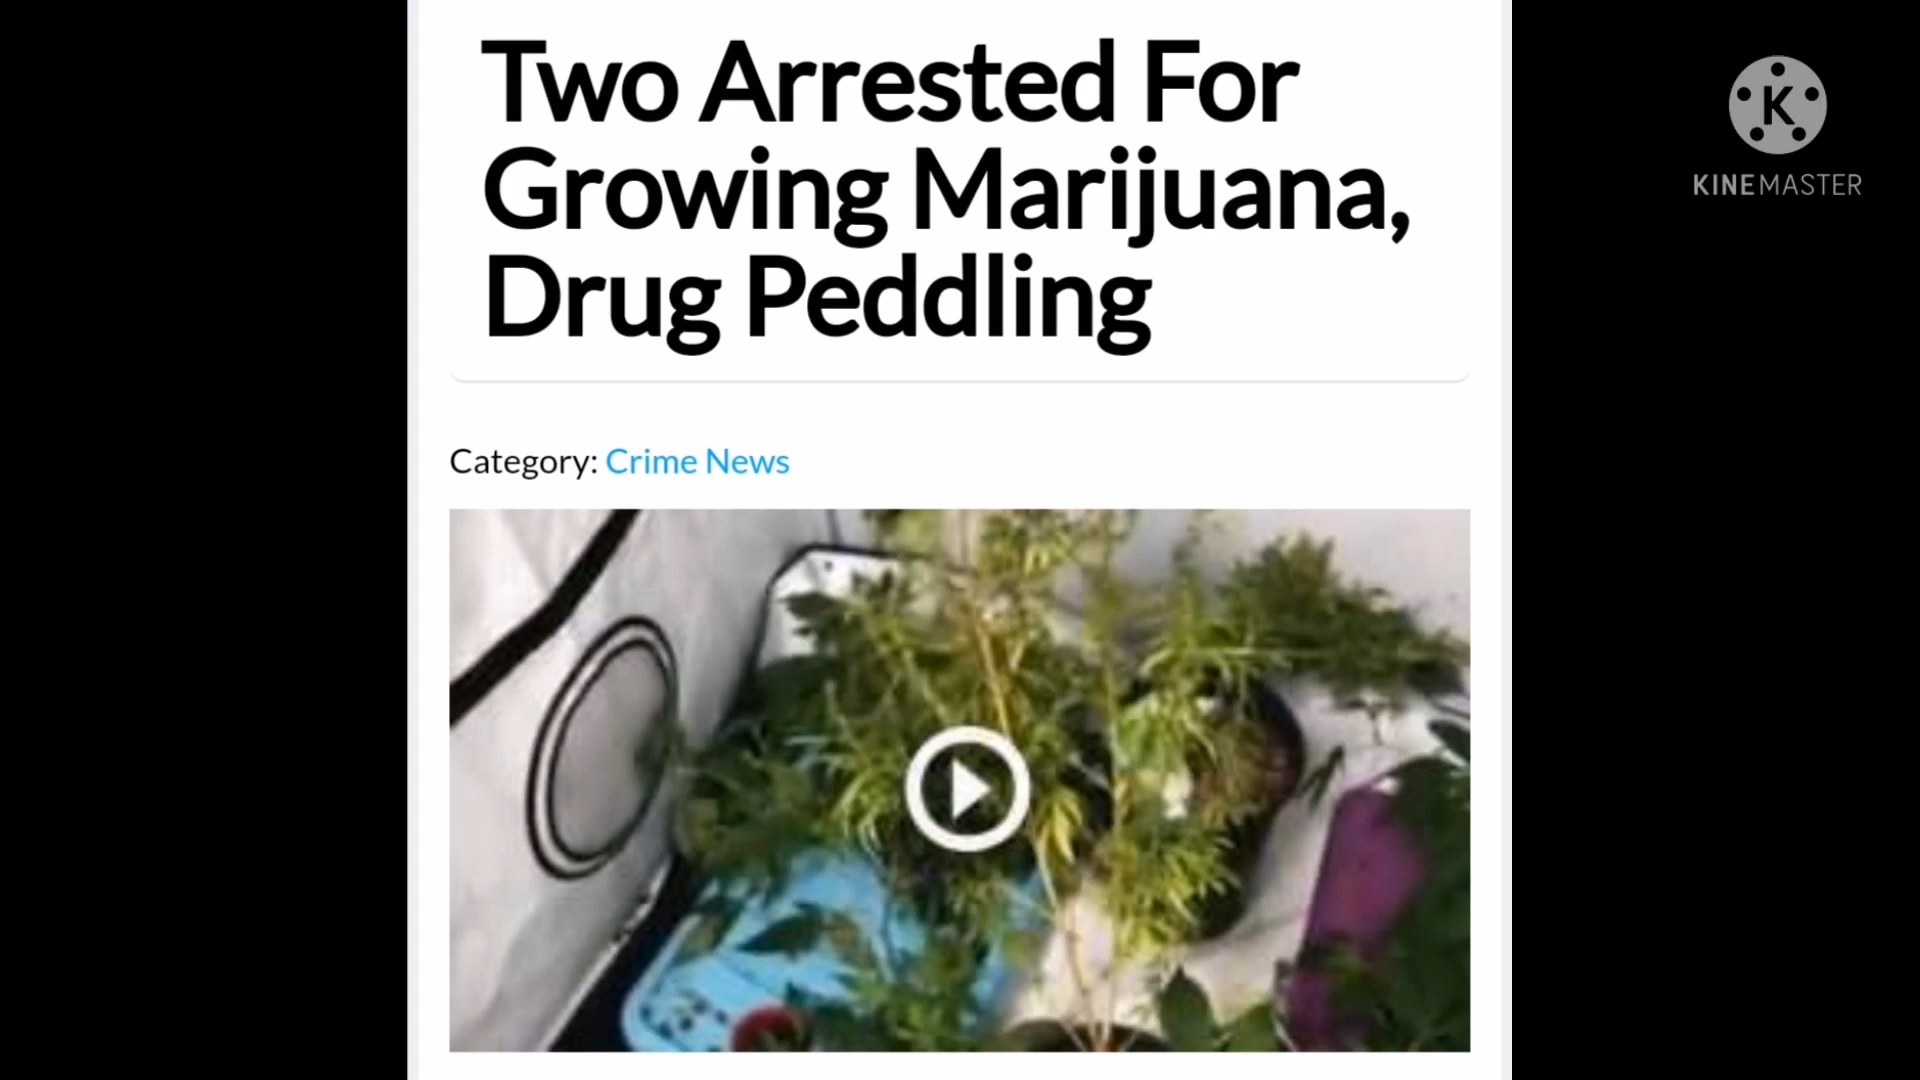 Two Arrested For
Growing Marijuana,
Drug Peddling
Category: Crime News
K
KINEMASTER